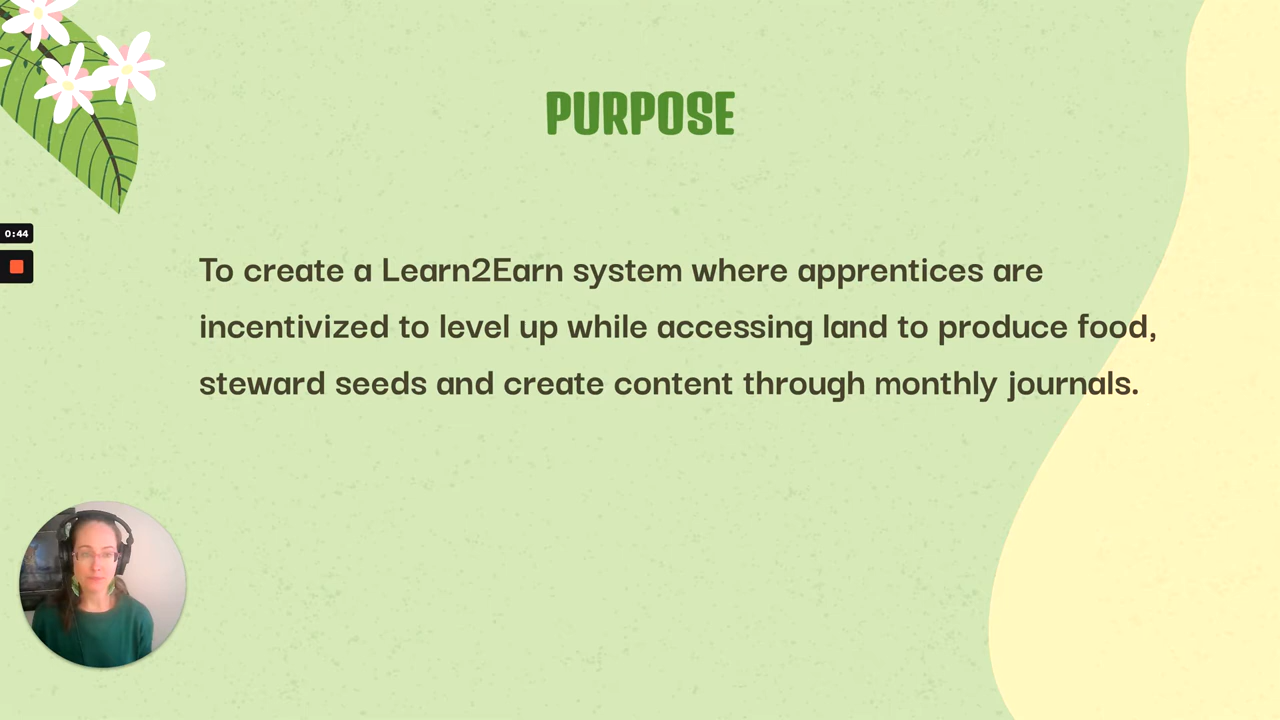 PURPOSE
0:44
To create a Learn2Earn system where apprentices are
incentivized to level up while accessing land to produce food,
steward seeds and create content through monthly journals.